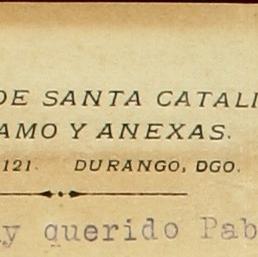 DE SANTA CATALI
AMO Y ANEXAS.
121. DURANGO, DGO.
y querido Pab